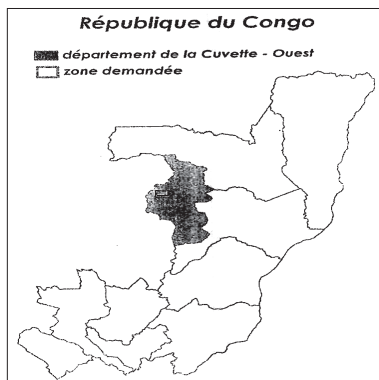 République du Congo
département de la Cuvette - Ouest
zone demandée